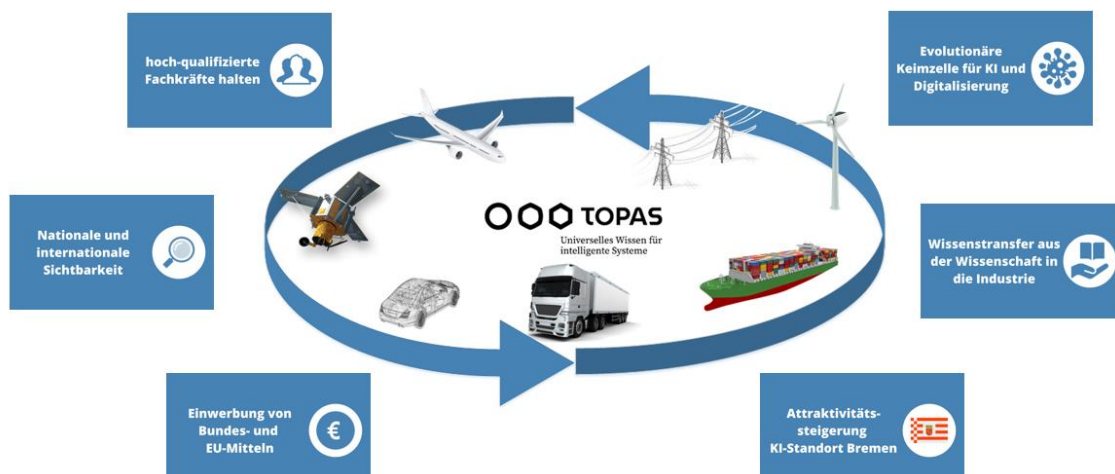 hoch-qualifizierte
Fachkräfte halten
Evolutionäre
Keimzelle für KI und
Digitalisierung
Nationale und
internationale
Sichtbarkeit
TOPAS
Universelles Wissen für
intelligente Systeme
Wissenstransfer aus
der Wissenschaft in
die Industrie
Einwerbung von
Bundes- und
EU-Mitteln
€
Attraktivitäts-
steigerung
KI-Standort Bremen